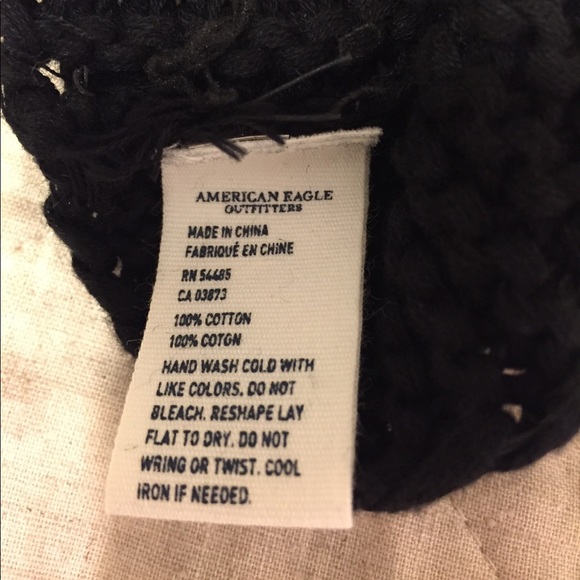 AMERICAN EAGLE
OUTFITTERS
MADE IN CHINA
FABRIQUÉ EN CHINE
RN 54485
CA 03873
100% COTTON
100% COTON
HAND WASH COLD WITH
LIKE COLORS. DO NOT
BLEACH. RESHAPE LAY
FLAT TO DRY. DO NOT
WRING OR TWIST. COOL
IRON IF NEEDED.